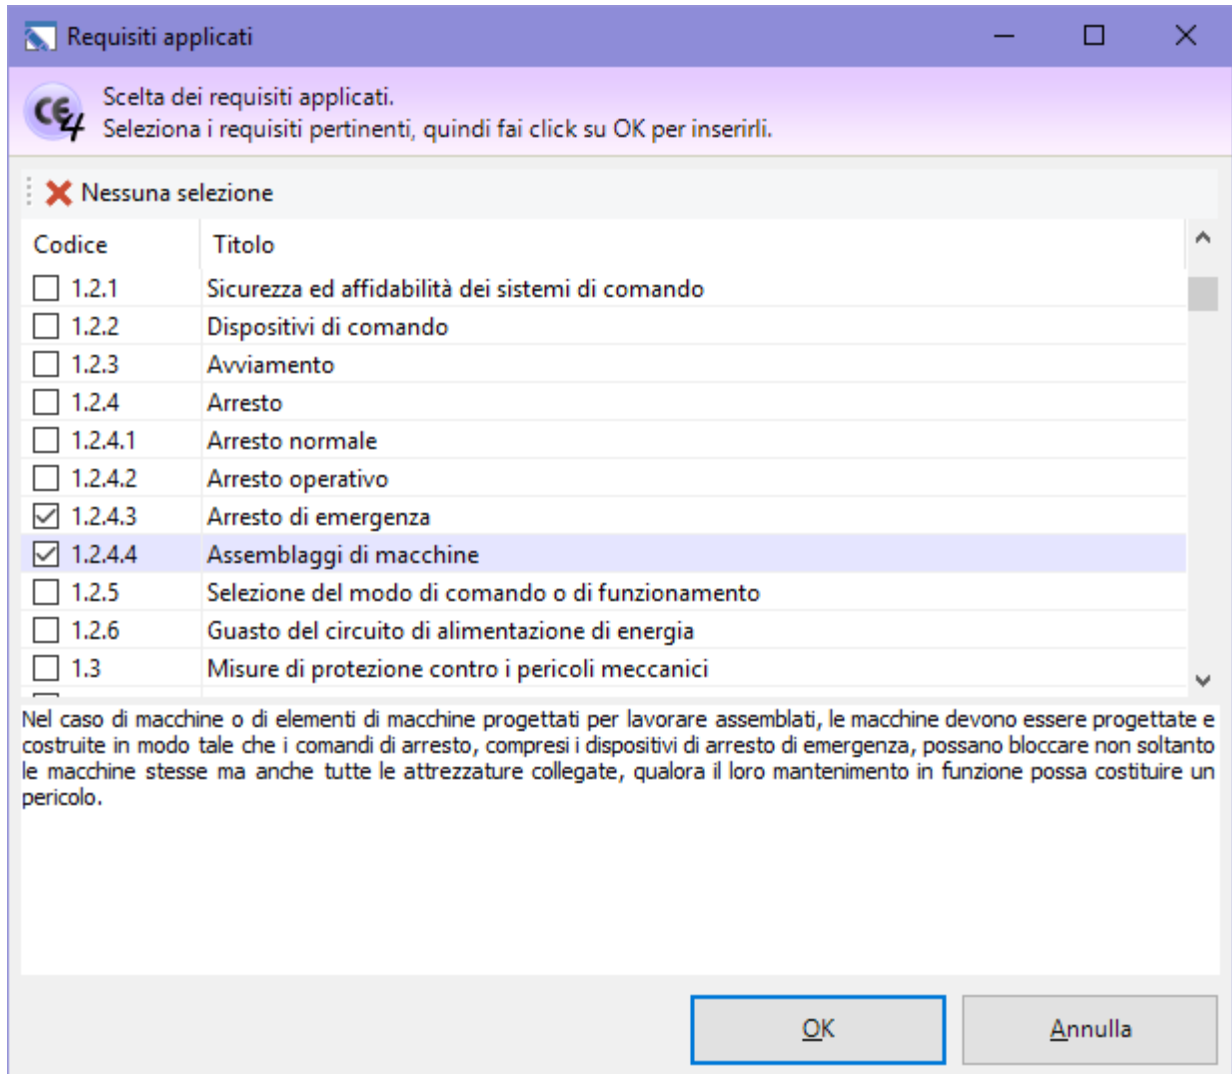 Requisiti applicati
CE4
Scelta dei requisiti applicati.
Seleziona i requisiti pertinenti, quindi fai click su OK per inserirli.
Nessuna selezione
Codice Titolo
1.2.1 Sicurezza ed affidabilità dei sistemi di comando
1.2.2 Dispositivi di comando
1.2.3 Avviamento
1.2.4 Arresto
1.2.4.1 Arresto normale
1.2.4.2 Arresto operativo
1.2.4.3 Arresto di emergenza
1.2.4.4 Assemblaggi di macchine
1.2.5 Selezione del modo di comando o di funzionamento
1.2.6 Guasto del circuito di alimentazione di energia
1.3 Misure di protezione contro i pericoli meccanici
Nel caso di macchine o di elementi di macchine progettati per lavorare assemblati, le macchine devono essere progettate e
costruite in modo tale che i comandi di arresto, compresi i dispositivi di arresto di emergenza, possano bloccare non soltanto
le macchine stesse ma anche tutte le attrezzature collegate, qualora il loro mantenimento in funzione possa costituire un
pericolo.
OK Annulla